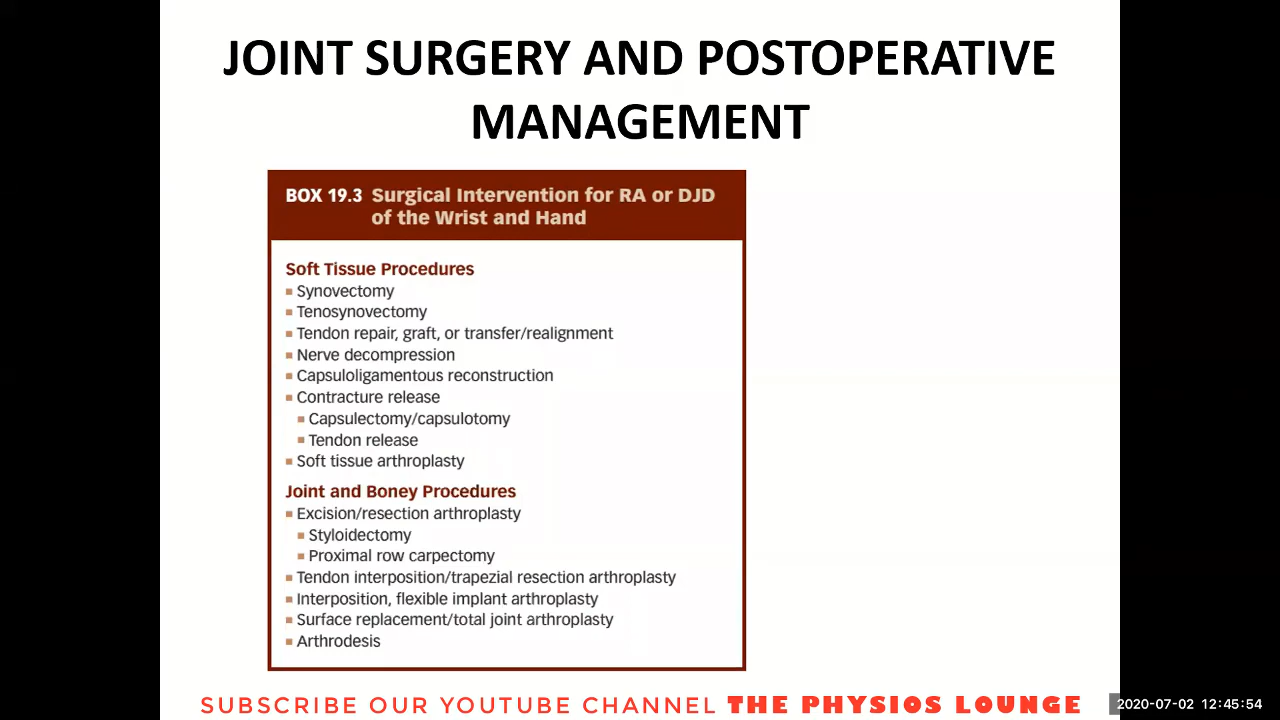 JOINT SURGERY AND POSTOPERATIVE
MANAGEMENT
BOX 19.3 Surgical Intervention for RA or DJD
of the Wrist and Hand
Soft Tissue Procedures
▪ Synovectomy
▪ Tenosynovectomy
▪ Tendon repair, graft, or transfer/realignment
▪ Nerve decompression
▪ Capsuloligamentous reconstruction
▪ Contracture release
▪ Capsulectomy/capsulotomy
▪ Tendon release
▪ Soft tissue arthroplasty
Joint and Boney Procedures
▪ Excision/resection arthroplasty
▪ Styloidectomy
▪ Proximal row carpectomy
▪ Tendon interposition/trapezial resection arthroplasty
▪ Interposition, flexible implant arthroplasty
▪ Surface replacement/total joint arthroplasty
▪ Arthrodesis
SUBSCRIBE OUR YOUTUBE CHANNEL THE PHYSIOS LOUNGE
2020-07-02 12:45:54